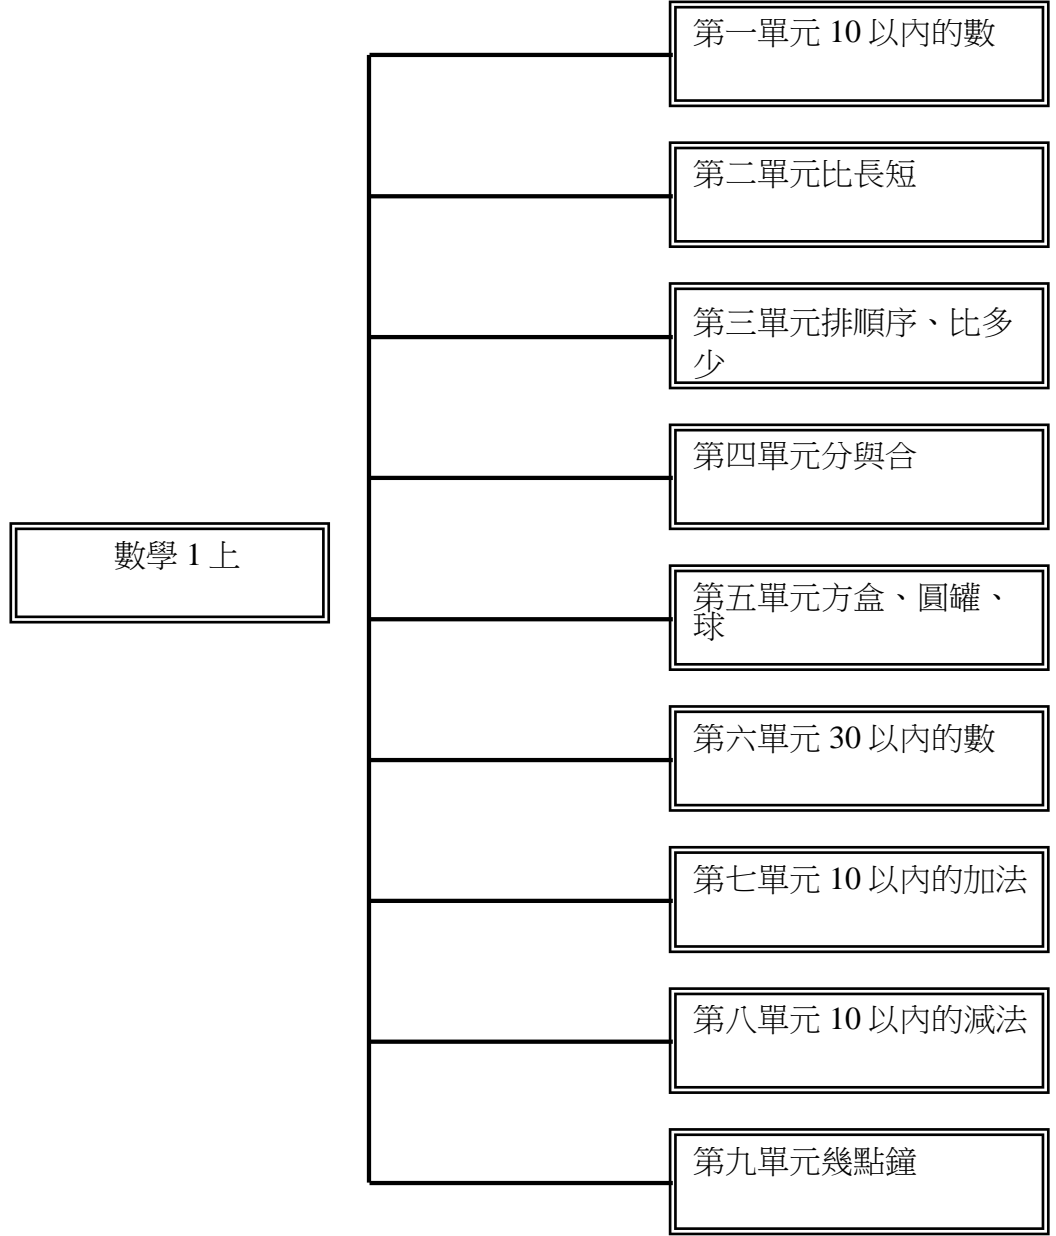 第一單元 10 以內的數
第二單元比長短
第三單元排順序、比多
少
第四單元分與合
數學 1 上
第五單元方盒、圓罐、
球
第六單元 30 以內的數
第七單元 10 以內的加法
第八單元 10 以內的減法
第九單元幾點鐘